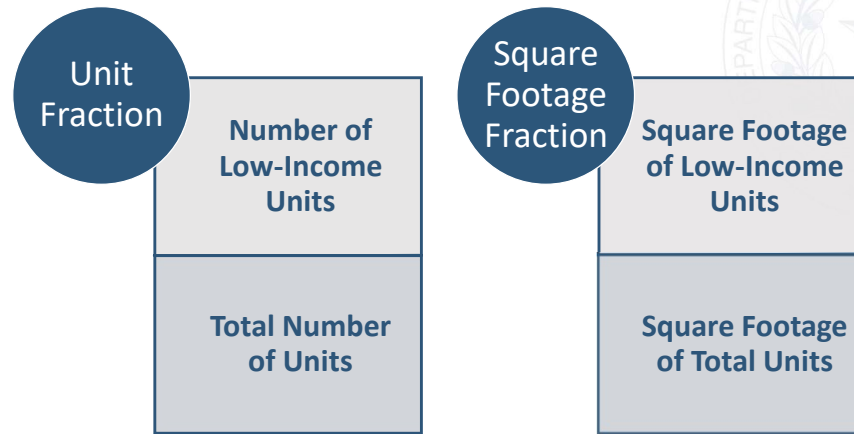 Unit
Fraction
Number of
Low-Income
Units
Total Number
of Units
Square
Footage
Fraction
Square Footage
of Low-Income
Units
Square Footage
of Total Units